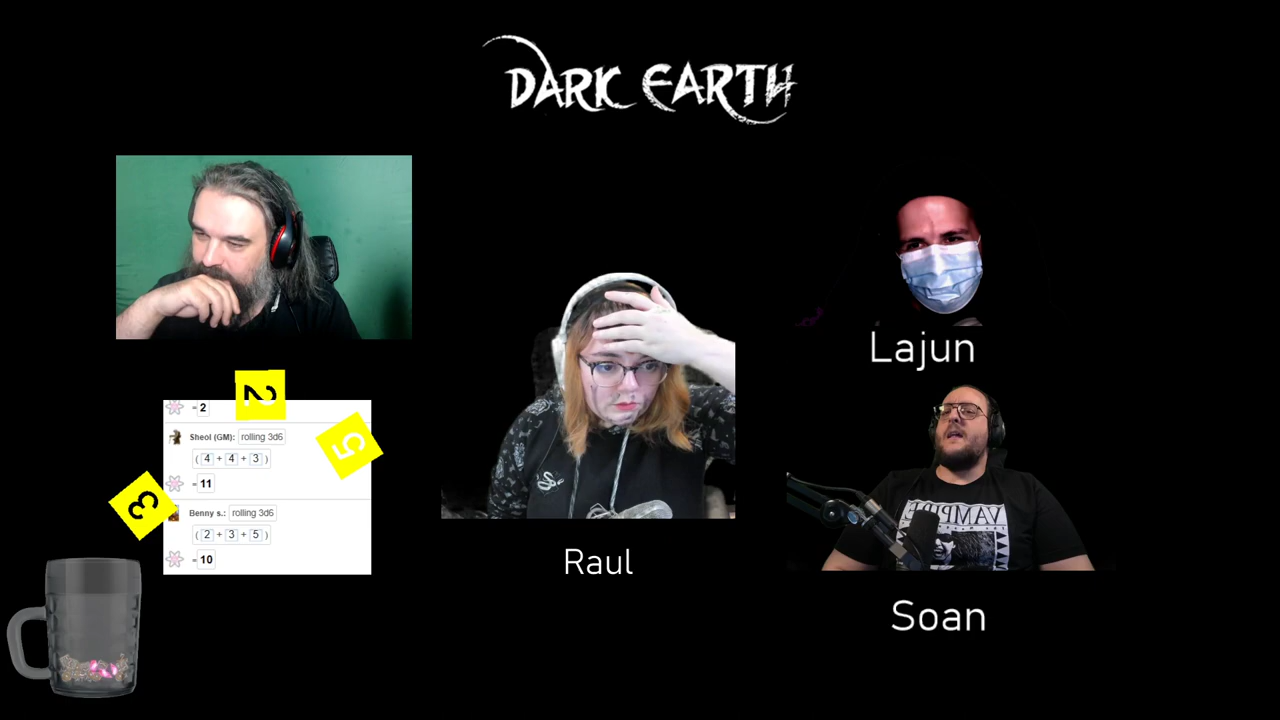 DARK EARTH
Lajun
2
= 2
Sheol (GM): rolling 3d6
( 4 + 4 + 3 )
5
= 11
3
Benny s.: rolling 3d6
( 2 + 3 + 5 )
= 10
Raul
VAMPIRE
Soan